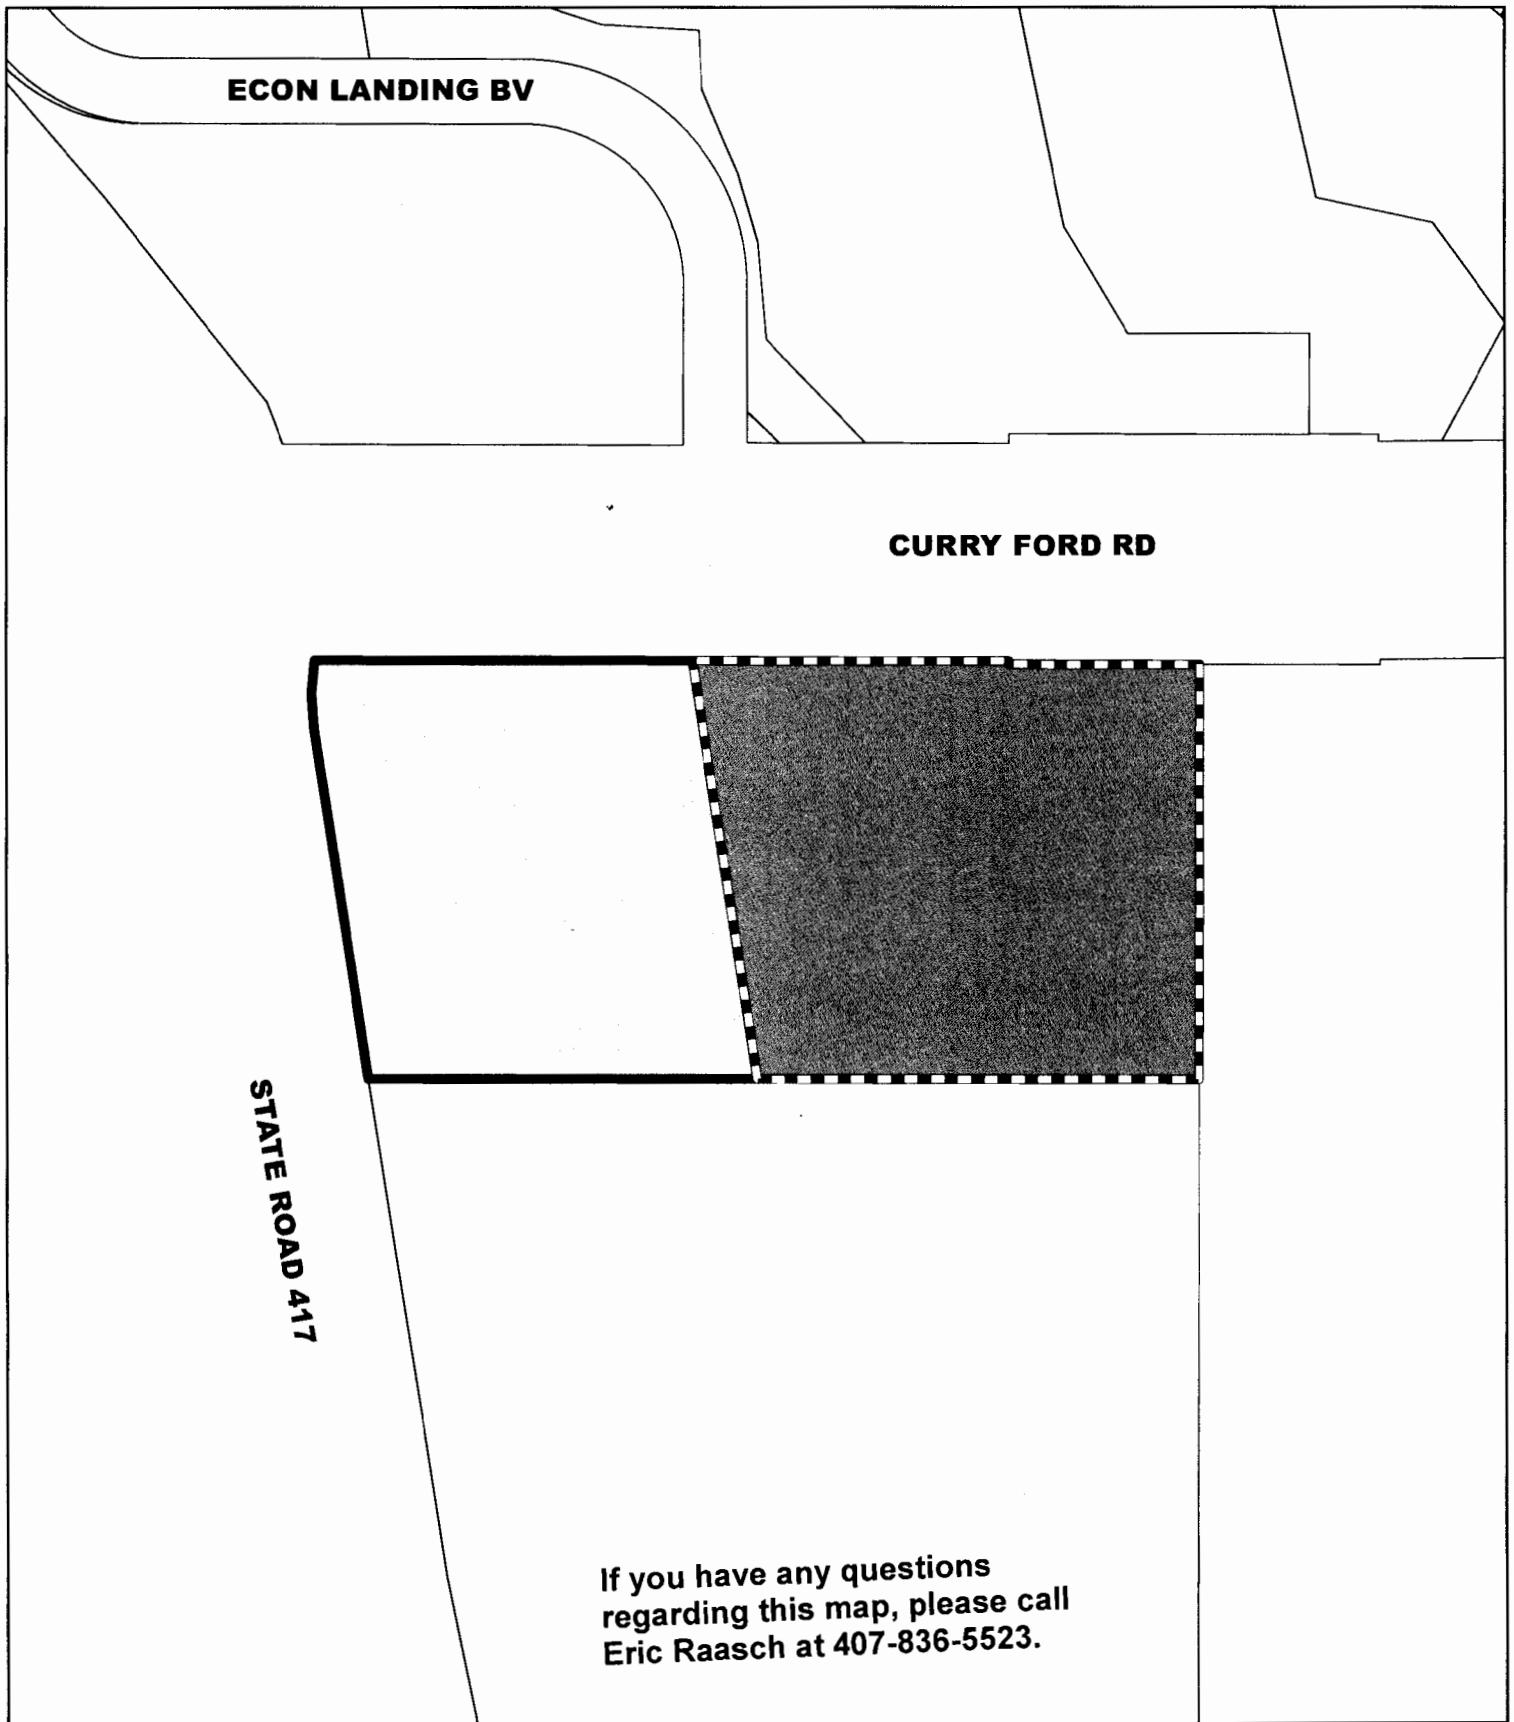 ECON LANDING BV
CURRY FORD RD
STATE ROAD 417
If you have any questions
regarding this map, please call
Eric Raasch at 407-836-5523.